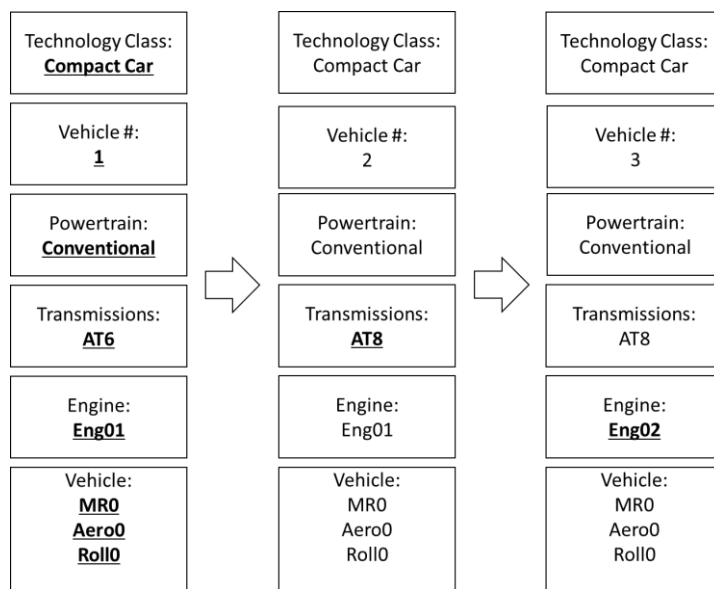 Technology Class:
Compact Car
Vehicle #:
1
Powertrain:
Conventional
Transmissions:
AT6
Engine:
Eng01
Vehicle:
MR0
Aero0
Roll0
Technology Class:
Compact Car
Vehicle #:
2
Powertrain:
Conventional
Transmissions:
AT8
Engine:
Eng01
Vehicle:
MR0
Aero0
Roll0
Technology Class:
Compact Car
Vehicle #:
3
Powertrain:
Conventional
Transmissions:
AT8
Engine:
Eng02
Vehicle:
MR0
Aero0
Roll0